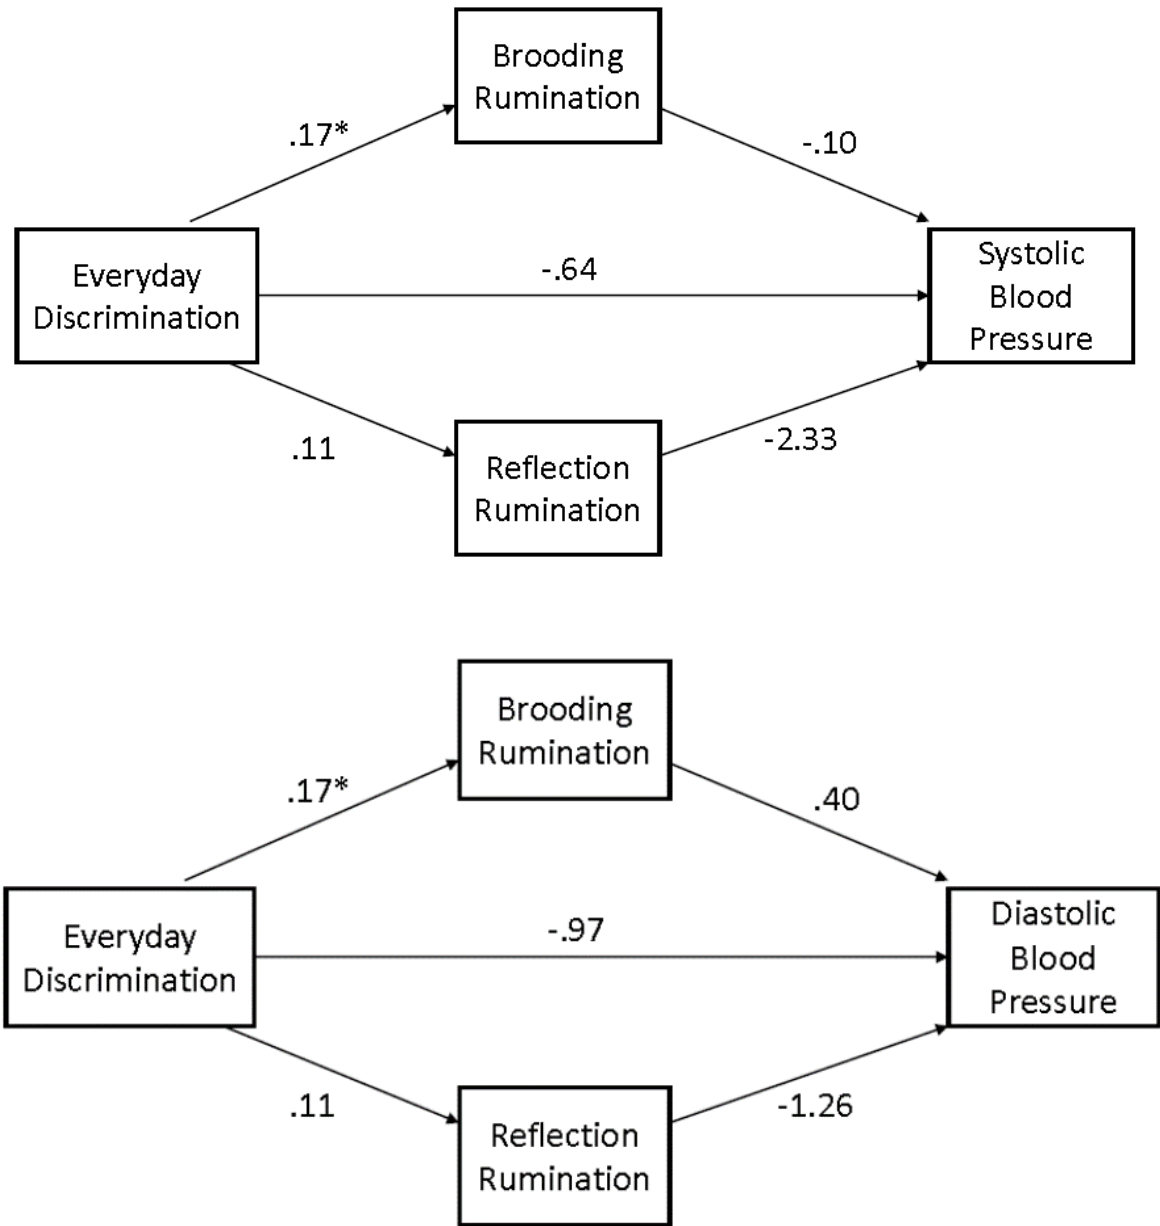 Brooding
Rumination
.17*
-.10
Everyday
Discrimination
-.64
Systolic
Blood
Pressure
.11
Reflection
Rumination
-2.33
Brooding
Rumination
.17*
.40
Everyday
Discrimination
-.97
Diastolic
Blood
Pressure
.11
Reflection
Rumination
-1.26